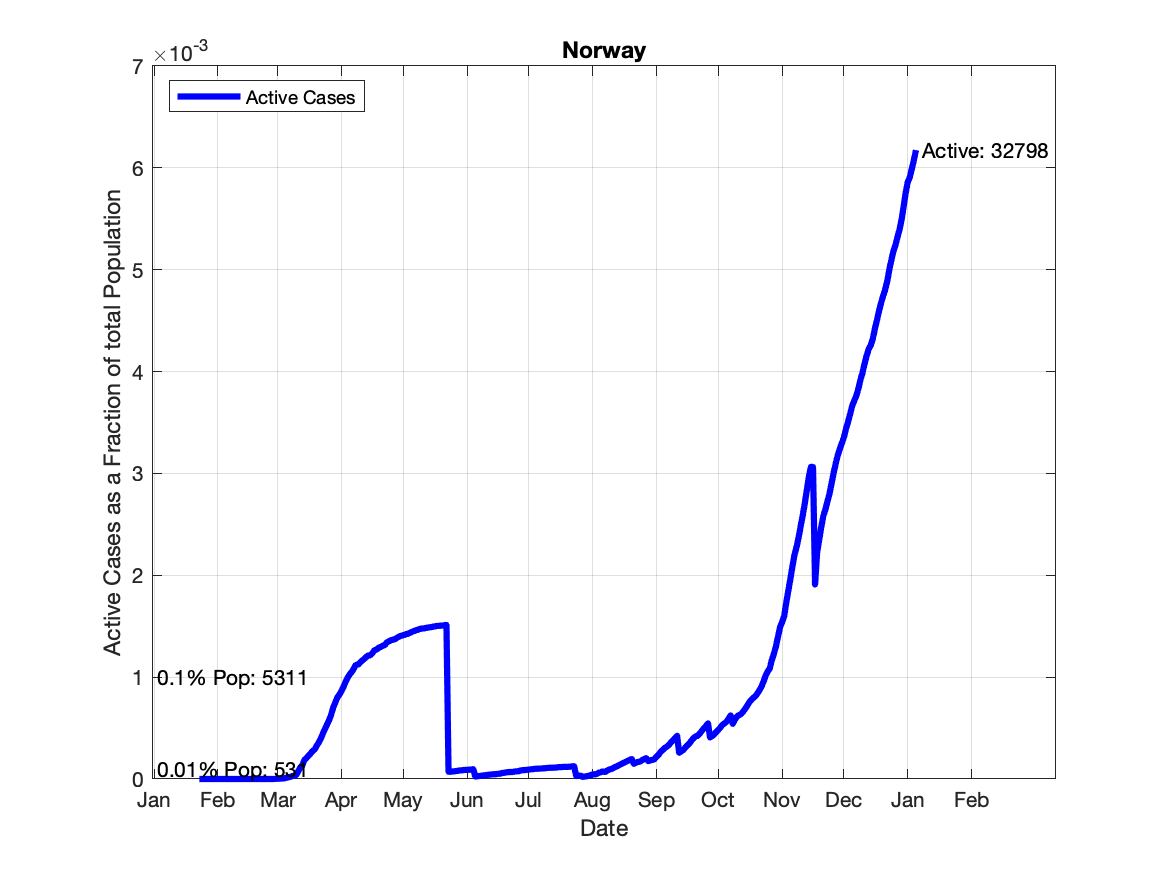 Norway
×10-3
Active Cases
7
6
5
4
3
2
1
0
Active Cases as a Fraction of total Population
Active: 32798
0.1% Pop: 5311
0.01% Pop: 531
Jan Feb Mar Apr May Jun Jul Aug Sep Oct Nov Dec Jan Feb
Date